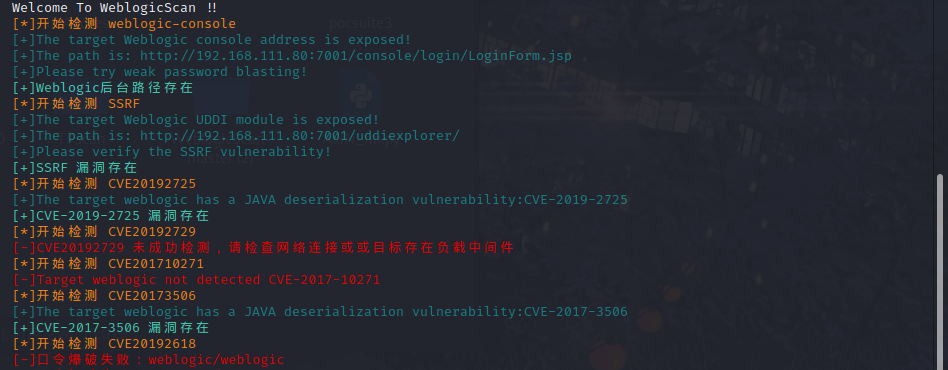 Welcome To WeblogicScan !!
[*]开始检测 weblogic-console
[+]The target Weblogic console address is exposed!
[+]The path is: http://192.168.111.80:7001/console/login/LoginForm.jsp
[+]Please try weak password blasting!
[+]Weblogic后台路径存在
[*]开始检测 SSRF
[+]The target Weblogic UDDI module is exposed!
[+]The path is: http://192.168.111.80:7001/uddiexplorer/
[+]Please verify the SSRF vulnerability!
[+]SSRF 漏洞存在
[*]开始检测 CVE20192725
[+]The target weblogic has a JAVA deserialization vulnerability:CVE-2019-2725
[+]CVE-2019-2725 漏洞存在
[*]开始检测 CVE20192729
[-]CVE20192729 未成功检测，请检查网络连接或或目标存在负载中间件
[*]开始检测 CVE201710271
[-]Target weblogic not detected CVE-2017-10271
[*]开始检测 CVE20173506
[+]The target weblogic has a JAVA deserialization vulnerability:CVE-2017-3506
[+]CVE-2017-3506 漏洞存在
[*]开始检测 CVE20192618
[-]口令爆破失败：weblogic/weblogic
pocsuite3